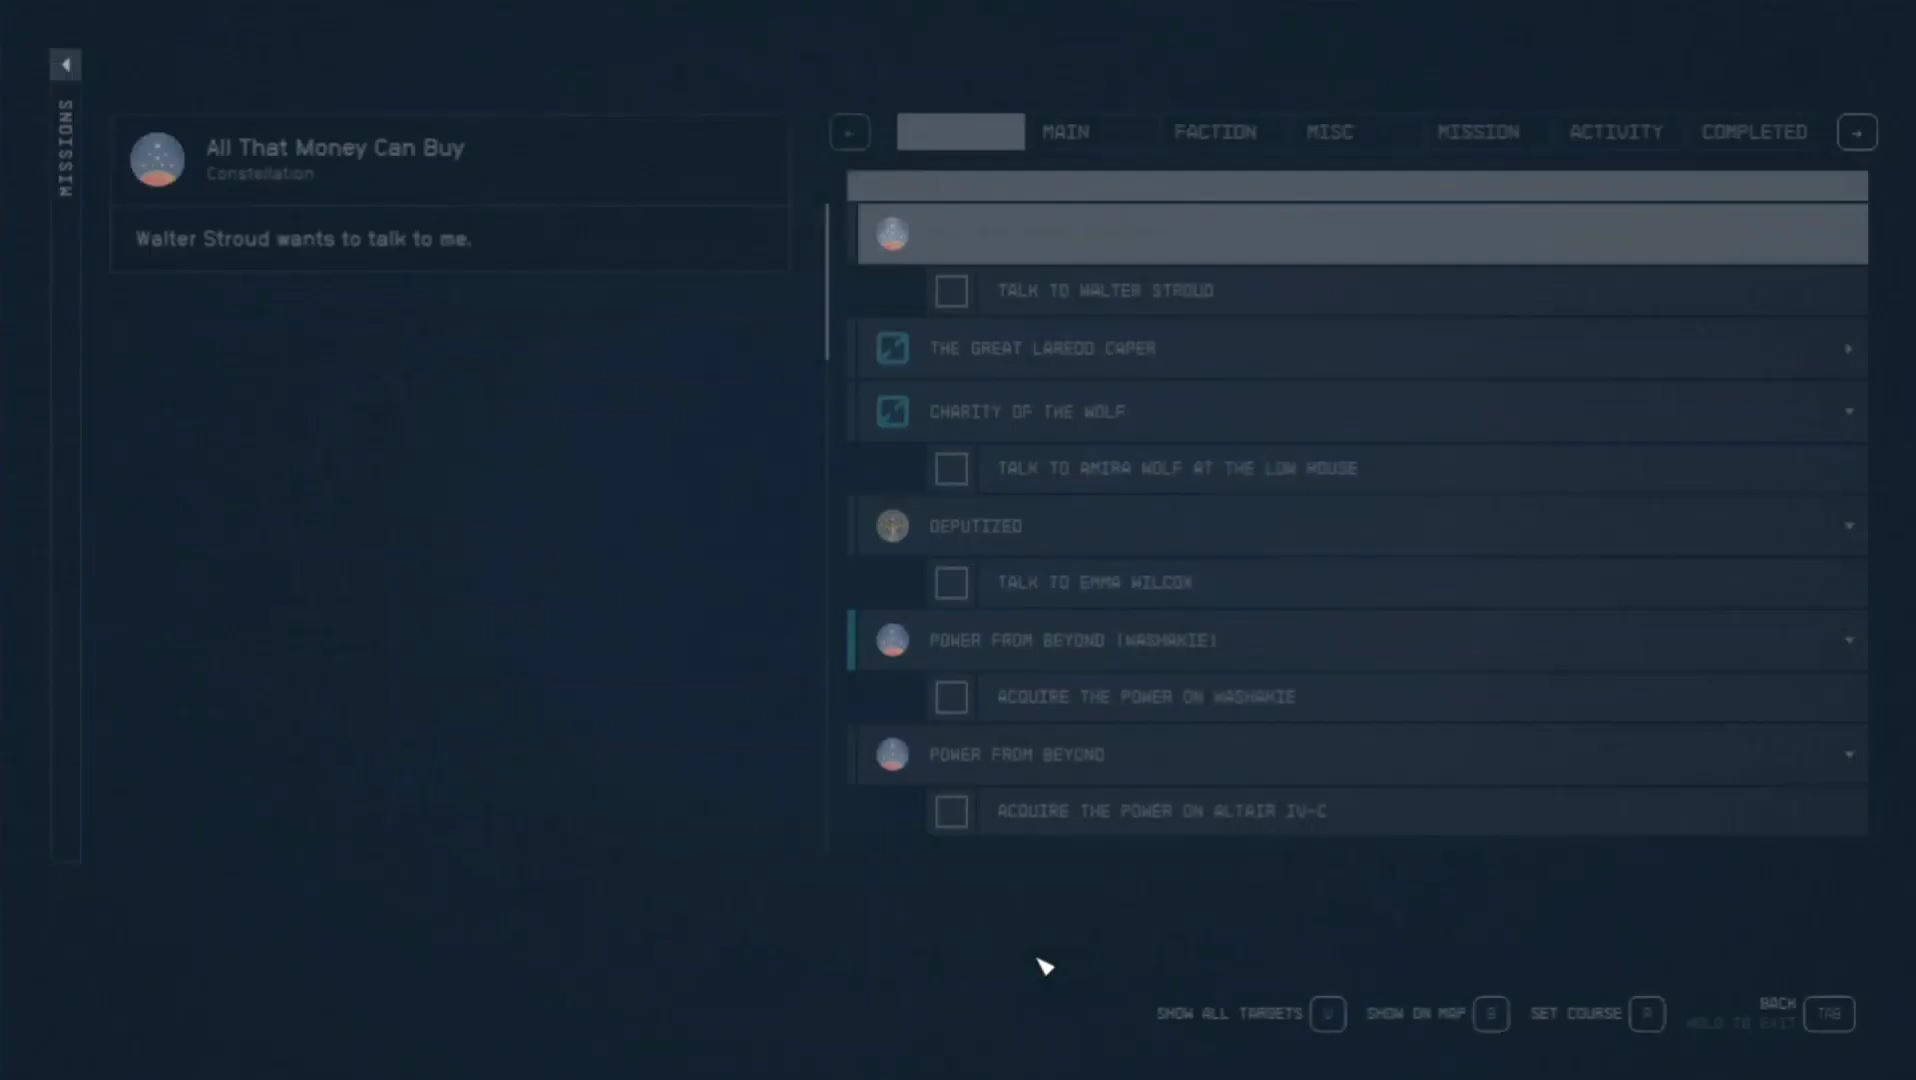 MISSIONS
All That Money Can Buy
Constellation
Walter Stroud wants to talk to me.
MAIN
FACTION
MISC
MISSION
ACTIVITY
COMPLETED
TALK TO WALTER STROUD
THE GREAT LAREDO CAPER
CHARITY OF THE WOLF
TALK TO AMIRA WOLF AT THE LOW HOUSE
DEPUTIZED
TALK TO EMMA WILCOX
POWER FROM BEYOND (WASHAKIE)
ACQUIRE THE POWER ON WASHAKIE
POWER FROM BEYOND
ACQUIRE THE POWER ON ALTAIR IV-C
SHOW ALL TARGETS
SHOW ON MAP
SET COURSE R
BACK TAB
HOLD TO EXIT